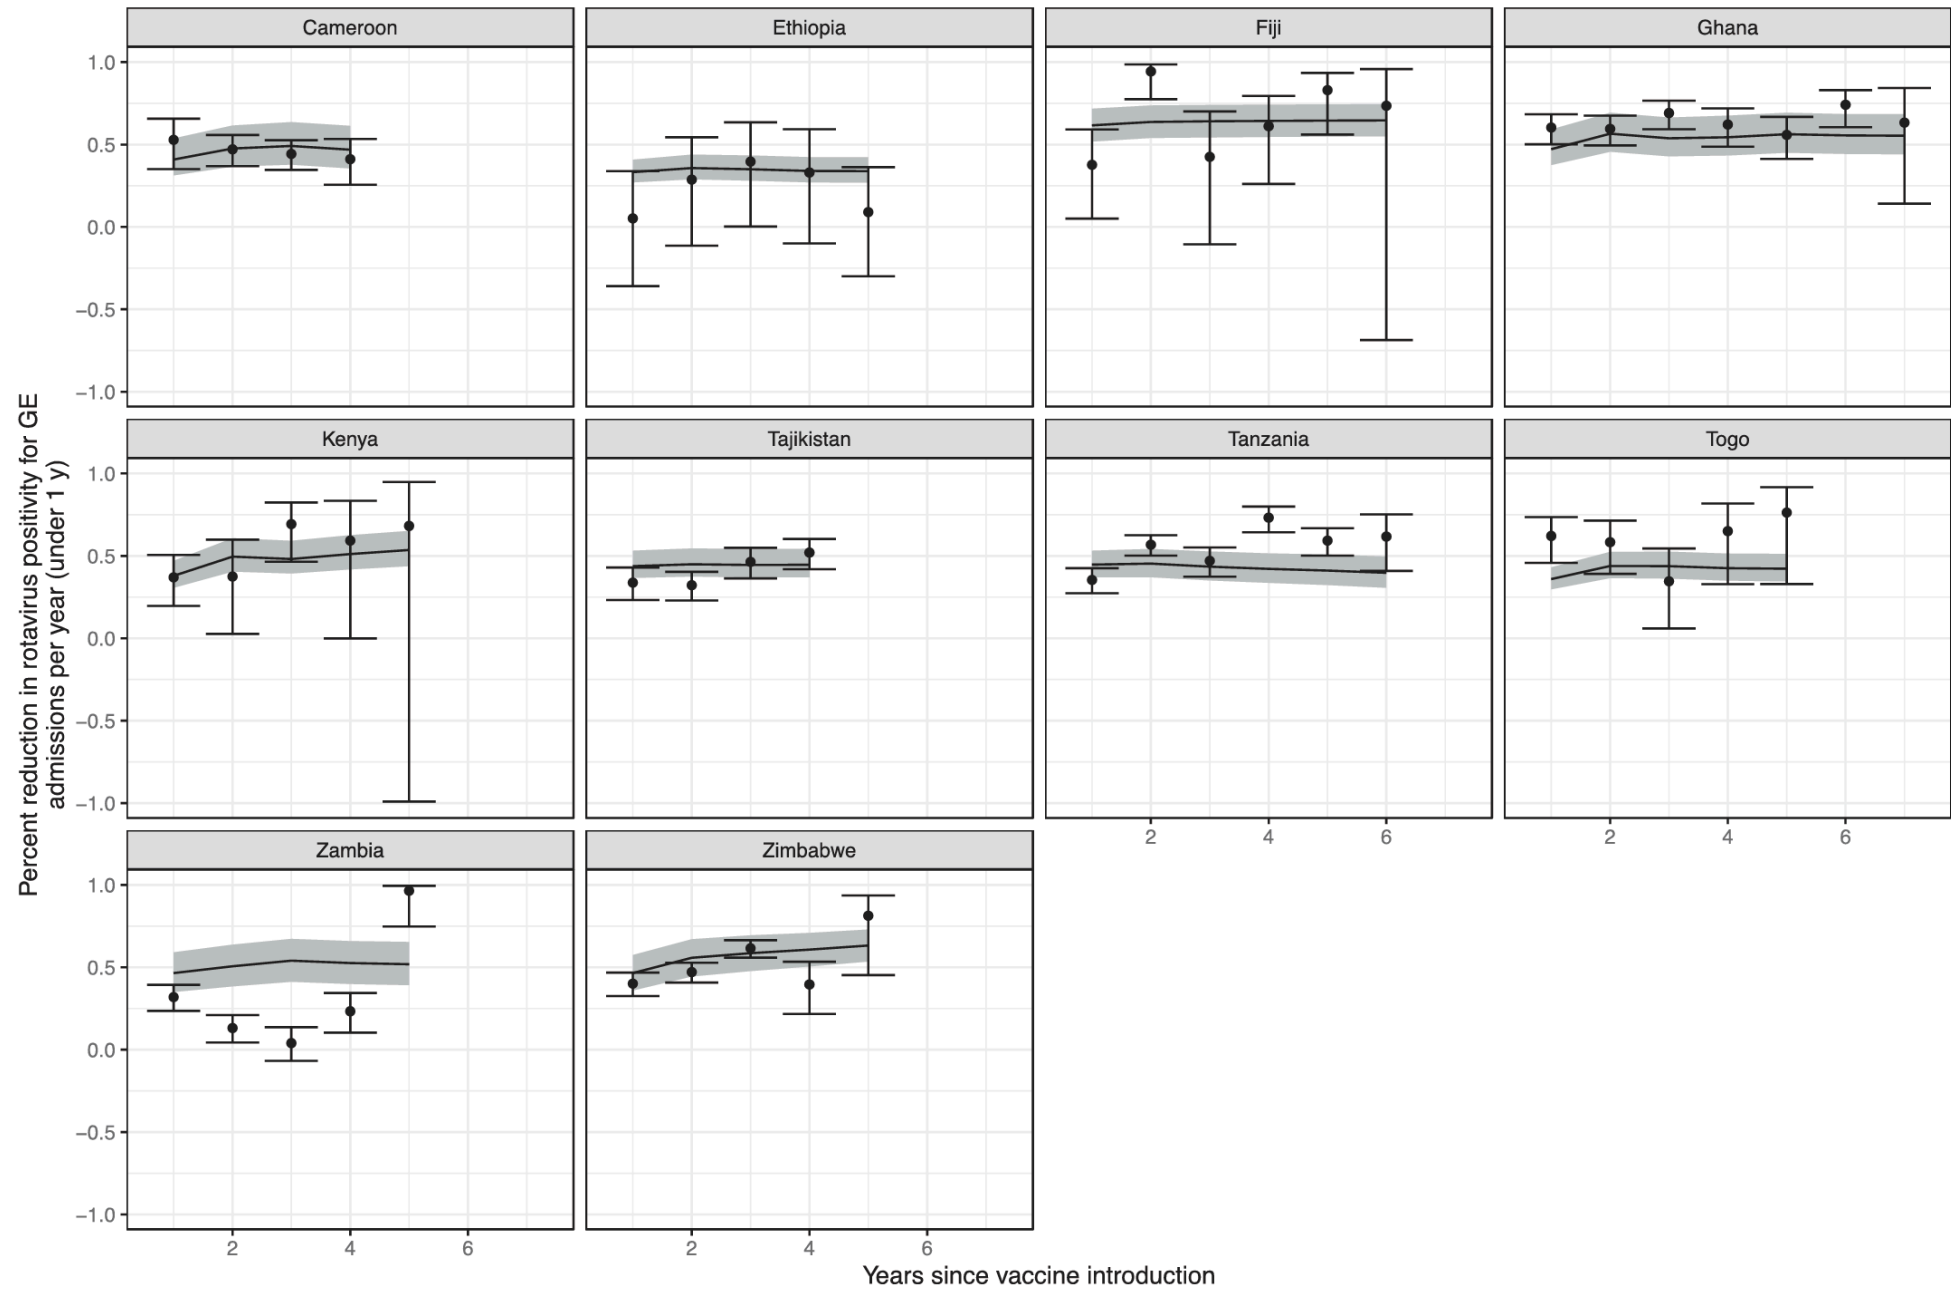 Cameroon Ethiopia Fiji Ghana
1.0
0.5
0.0
−0.5
−1.0
Kenya Tajikistan Tanzania Togo
1.0
0.5
0.0
−0.5
−1.0
2 4 6 2 4 6
Zambia Zimbabwe
1.0
0.5
0.0
−0.5
−1.0
2 4 6 2 4 6
Percent reduction in rotavirus positivity for GE
admissions per year (under 1 y)
Years since vaccine introduction